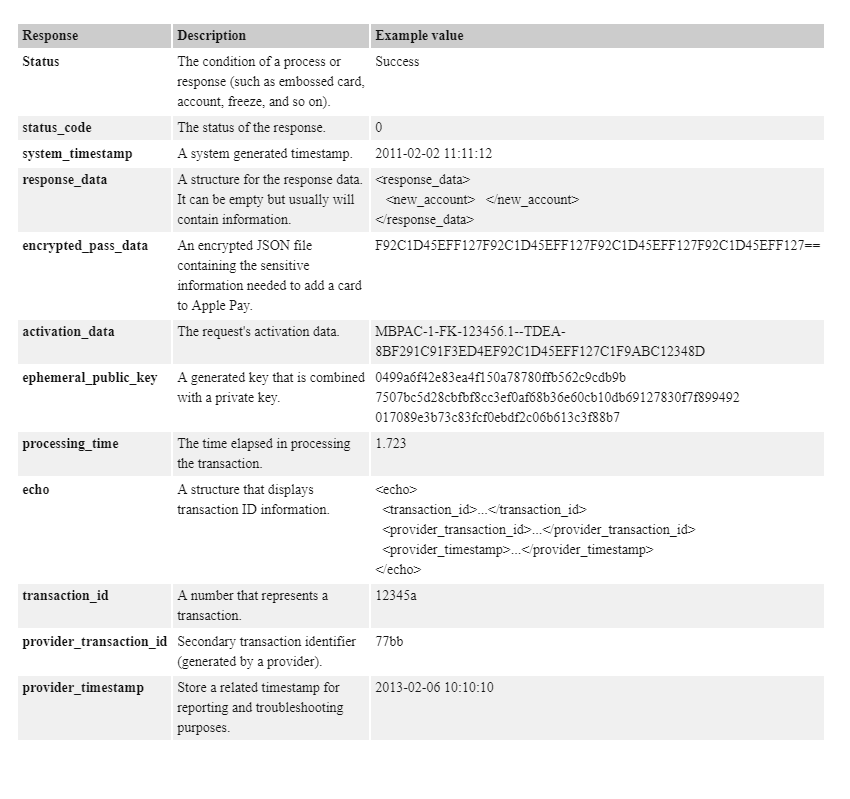 Response Description Example value
Status The condition of a process or Success
response (such as embossed card,
account, freeze, and so on).
status_code The status of the response. 0
system_timestamp A system generated timestamp. 2011-02-02 11:11:12
response_data A structure for the response data. <response_data>
It can be empty but usually will <new_account> </new_account>
contain information. </response_data>
encrypted_pass_data An encrypted JSON file F92C1D45EFF127F92C1D45EFF127F92C1D45EFF127F92C1D45EFF127==
containing the sensitive
information needed to add a card
to Apple Pay.
activation_data The request's activation data. MBPAC-1-FK-123456.1--TDEA-
8BF291C91F3ED4EF92C1D45EFF127C1F9ABC12348D
ephemeral_public_key A generated key that is combined 0499a6f42e83ea4f150a78780ffb562c9cdb9b
with a private key. 7507bc5d28cbfbf8cc3ef0af68b36e60cb10db69127830f7f899492
017089e3b73c83fcf0ebdf2c06b613c3f88b7
processing_time The time elapsed in processing 1.723
the transaction.
echo A structure that displays <echo>
transaction ID information. <transaction_id>...</transaction_id>
<provider_transaction_id>...</provider_transaction_id>
<provider_timestamp>...</provider_timestamp>
</echo>
transaction_id A number that represents a 12345a
transaction.
provider_transaction_id Secondary transaction identifier 77bb
(generated by a provider).
provider_timestamp Store a related timestamp for 2013-02-06 10:10:10
reporting and troubleshooting
purposes.